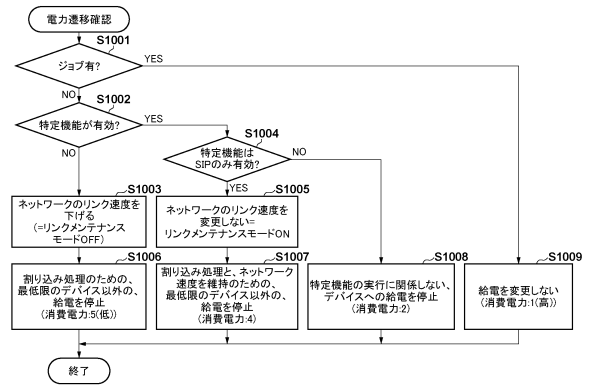 電力遷移確認
S1001
ジョブ有?
YES
NO
S1002
特定機能が有効?
YES
NO
S1004
特定機能は
SIPのみ有効?
NO
YES
S1003
ネットワークのリンク速度を
下げる
(=リンクメンテナンス
モードOFF)
S1005
ネットワークのリンク速度を
変更しない=
リンクメンテナンスモードON
S1006
割り込み処理のための、
最低限のデバイス以外の、
給電を停止
(消費電力:5(低))
S1007
割り込み処理と、ネットワーク
速度を維持のための、
最低限のデバイス以外の、
給電を停止
(消費電力:4)
S1008
特定機能の実行に関係しない、
デバイスへの給電を停止
(消費電力:2)
S1009
給電を変更しない
(消費電力:1(高))
終了